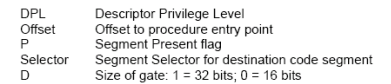 DPL Descriptor Privilege Level
Offset Offset to procedure entry point
P Segment Present flag
Selector Segment Selector for destination code segment
D Size of gate: 1 = 32 bits; 0 = 16 bits